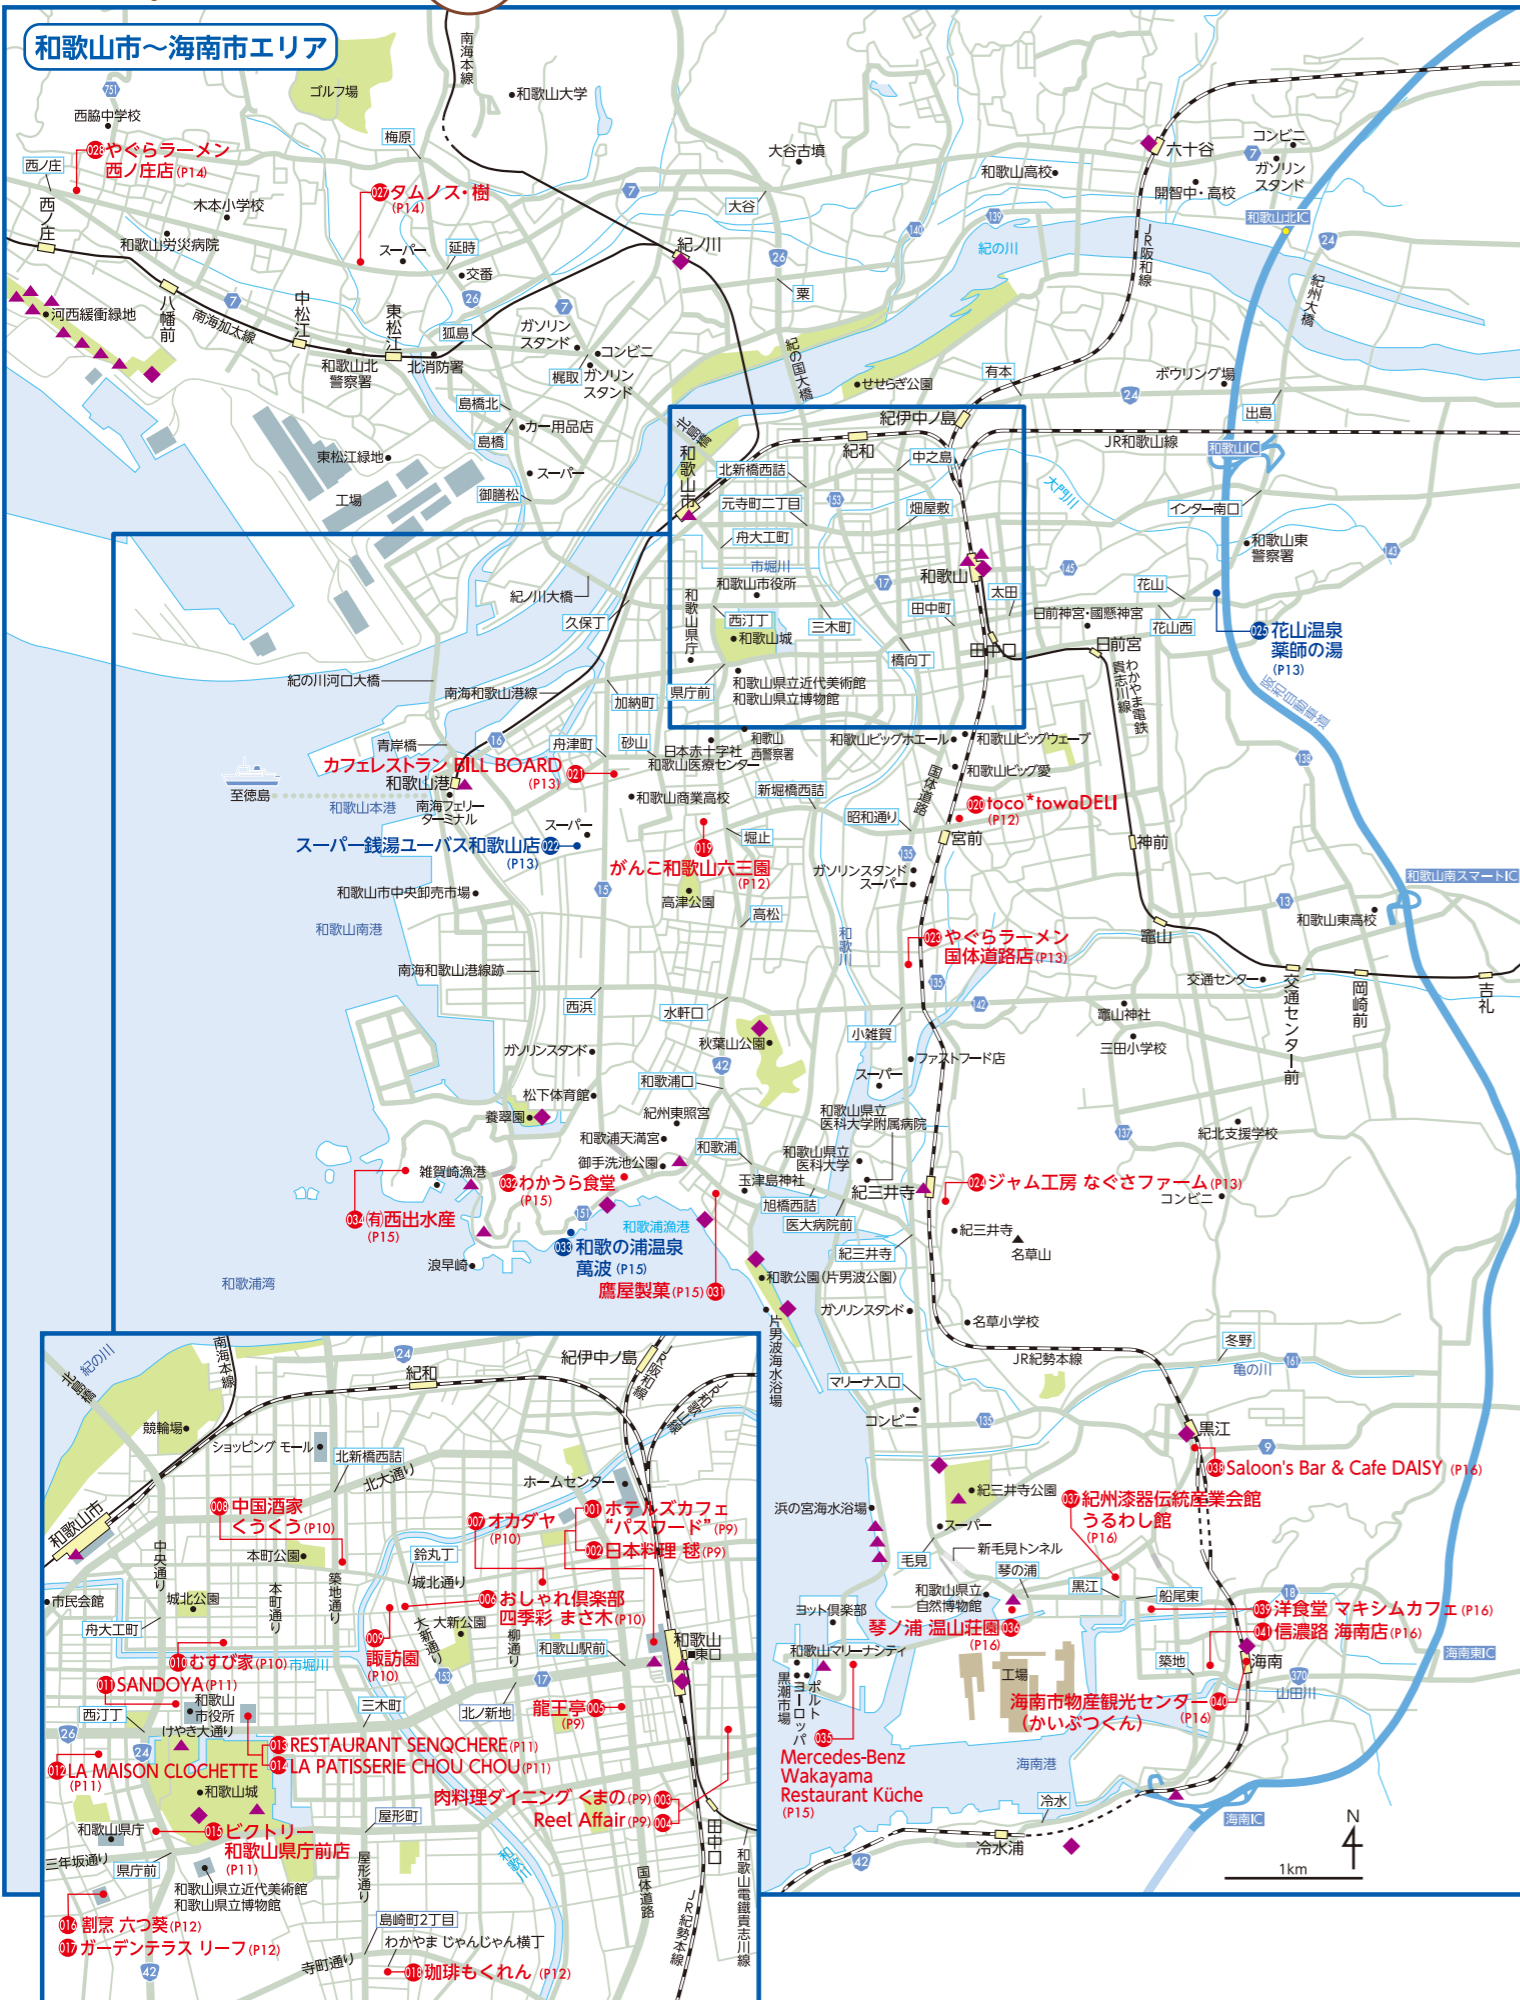 和歌山市〜海南市エリア
751
西脇中学校
028 やぐらラーメン
西ノ庄店(P14)
西ノ庄
西ノ庄
ゴルフ場
南海本線
和歌山大学
梅原
027 タムノス・樹
(P14)
木本小学校
和歌山労災病院
スーパー
延時
交番
大谷古墳
大谷
和歌山高校
六十谷
コンビニ
7
ガソリン
スタンド
開智中・高校
和歌山北IC
24
紀州大橋
JR阪和線
139
140
紀の川
7
26
粟
紀ノ川
河西緩衝緑地
八幡前
7
南海加太線
中松江
東松江
26
狐島
7
ガソリン
スタンド
コンビニ
梶取
ガソリン
スタンド
和歌山北
警察署
北消防署
島橋北
島橋
カー用品店
東松江緑地
工場
スーパー
御膳松
紀の国大橋
せせらぎ公園
有本
24
ボウリング場
出島
北島橋
和歌山市
紀和
紀伊中ノ島
JR和歌山線
和歌山IC
中之島
北新橋西詰
元寺町二丁目
153
畑屋敷
大門川
インター南口
舟大工町
市堀川
和歌山市役所
17
和歌山
145
和歌山東
警察署
143
花山
太田
田中町
日前神宮・國懸神宮
花山西
025 花山温泉
薬師の湯
(P13)
和歌山県庁
西汀丁
和歌山城
三木町
橋向丁
田中口
日前宮
わかやま電鉄
貴志川線
阪和自動車道
県庁前
和歌山県立近代美術館
和歌山県立博物館
紀ノ川大橋
久保丁
紀の川河口大橋
南海和歌山港線
加納町
青岸橋
16
舟津町
砂山
日本赤十字社
和歌山医療センター
和歌山
西警察署
和歌山ビッグホエール
和歌山ビッグウェーブ
和歌山ビッグ愛
138
カフェレストラン BILL BOARD
(P13)
021
和歌山港
至徳島
和歌山本港
南海フェリー
ターミナル
和歌山商業高校
新堀橋西詰
国体道路
020 toco*towaDELI
(P12)
昭和通り
宮前
神前
スーパー
スーパー銭湯ユーバス和歌山店 022
(P13)
019
がんこ和歌山六三園
(P12)
堀止
135
ガソリンスタンド
スーパー
和歌山南スマートIC
和歌山市中央卸売市場
15
高津公園
高松
和歌川
13
和歌山東高校
和歌山南港
023 やぐらラーメン
国体道路店(P13)
竈山
南海和歌山港線跡
135
142
交通センター
交通センター前
岡崎前
吉礼
西浜
水軒口
小雑賀
竈山神社
三田小学校
ガソリンスタンド
秋葉山公園
ファストフード店
42
スーパー
松下体育館
和歌浦口
養翠園
紀州東照宮
和歌山県立
医科大学附属病院
137
紀北支援学校
和歌浦天満宮
和歌浦
御手洗池公園
和歌山県立
医科大学
雑賀崎漁港
032 わかうら食堂
(P15)
玉津島神社
紀三井寺
024 ジャム工房 なぐさファーム(P13)
コンビニ
034 ㈲西出水産
(P15)
151
和歌浦漁港
旭橋西詰
医大病院前
紀三井寺
紀三井寺
名草山
浪早崎
033 和歌の浦温泉
萬波(P15)
鷹屋製菓(P15) 031
和歌浦湾
和歌公園(片男波公園)
ガソリンスタンド
片男波海水浴場
名草小学校
冬野
JR紀勢本線
161
亀の川
マリーナ入口
コンビニ
135
黒江
9
038 Saloon's Bar & Cafe DAISY (P16)
紀三井寺公園
037 紀州漆器伝統産業会館
うるわし館
(P16)
浜の宮海水浴場
スーパー
新毛見トンネル
毛見
琴の浦
和歌山県立
自然博物館
黒江
船尾東
18
ヨット倶楽部
琴ノ浦 温山荘園 036
(P16)
039 洋食堂 マキシムカフェ(P16)
041 信濃路 海南店(P16)
和歌山マリーナシティ
工場
築地
海南
海南東IC
370
山田川
黒潮市場
ポルト
ヨーロッパ
海南市物産観光センター 040
(かいぶつくん)
(P16)
035
Mercedes-Benz
Wakayama
Restaurant Küche
(P15)
海南港
冷水
海南IC
42
冷水浦
N
1km
南海本線
24
紀の川
北島橋
紀和
紀伊中ノ島
JR阪和線
JR和歌山線
競輪場
ショッピング モール
北新橋西詰
北大通り
ホームセンター
和歌山市
008 中国酒家
くうくう(P10)
007 オカダヤ
(P10)
001 ホテルズカフェ
"パスワード"(P9)
002 日本料理 毬(P9)
中央通り
本町公園
本町通り
築地通り
鈴丸丁
城北通り
006 おしゃれ倶楽部
四季彩 まさ木(P10)
市民会館
城北公園
舟大工町
009
諏訪園
(P10)
大新通り
大新公園
柳通り
和歌山駅前
和歌山
東口
010 むすび家(P10)
市堀川
153
17
011 SANDOYA(P11)
和歌山
市役所
西汀丁
けやき大通り
三木町
北ノ新地
龍王亭 005
(P9)
26
24
013 RESTAURANT SENQCHERE(P11)
014 LA PATISSERIE CHOU CHOU(P11)
012 LA MAISON CLOCHETTE
(P11)
和歌山城
肉料理ダイニング くまの(P9) 003
Reel Affair(P9) 004
屋形町
和歌山県庁
015 ビクトリー
和歌山県庁前店
(P11)
田中口
三年坂通り
県庁前
和歌山県立近代美術館
和歌山県立博物館
屋形通り
和歌川
国体道路
和歌山電鐵貴志川線
JR紀勢本線
016 割烹 六つ葵(P12)
017 ガーデンテラス リーフ(P12)
島崎町2丁目
わかやま じゃんじゃん横丁
寺町通り
42
018 珈琲もくれん (P12)